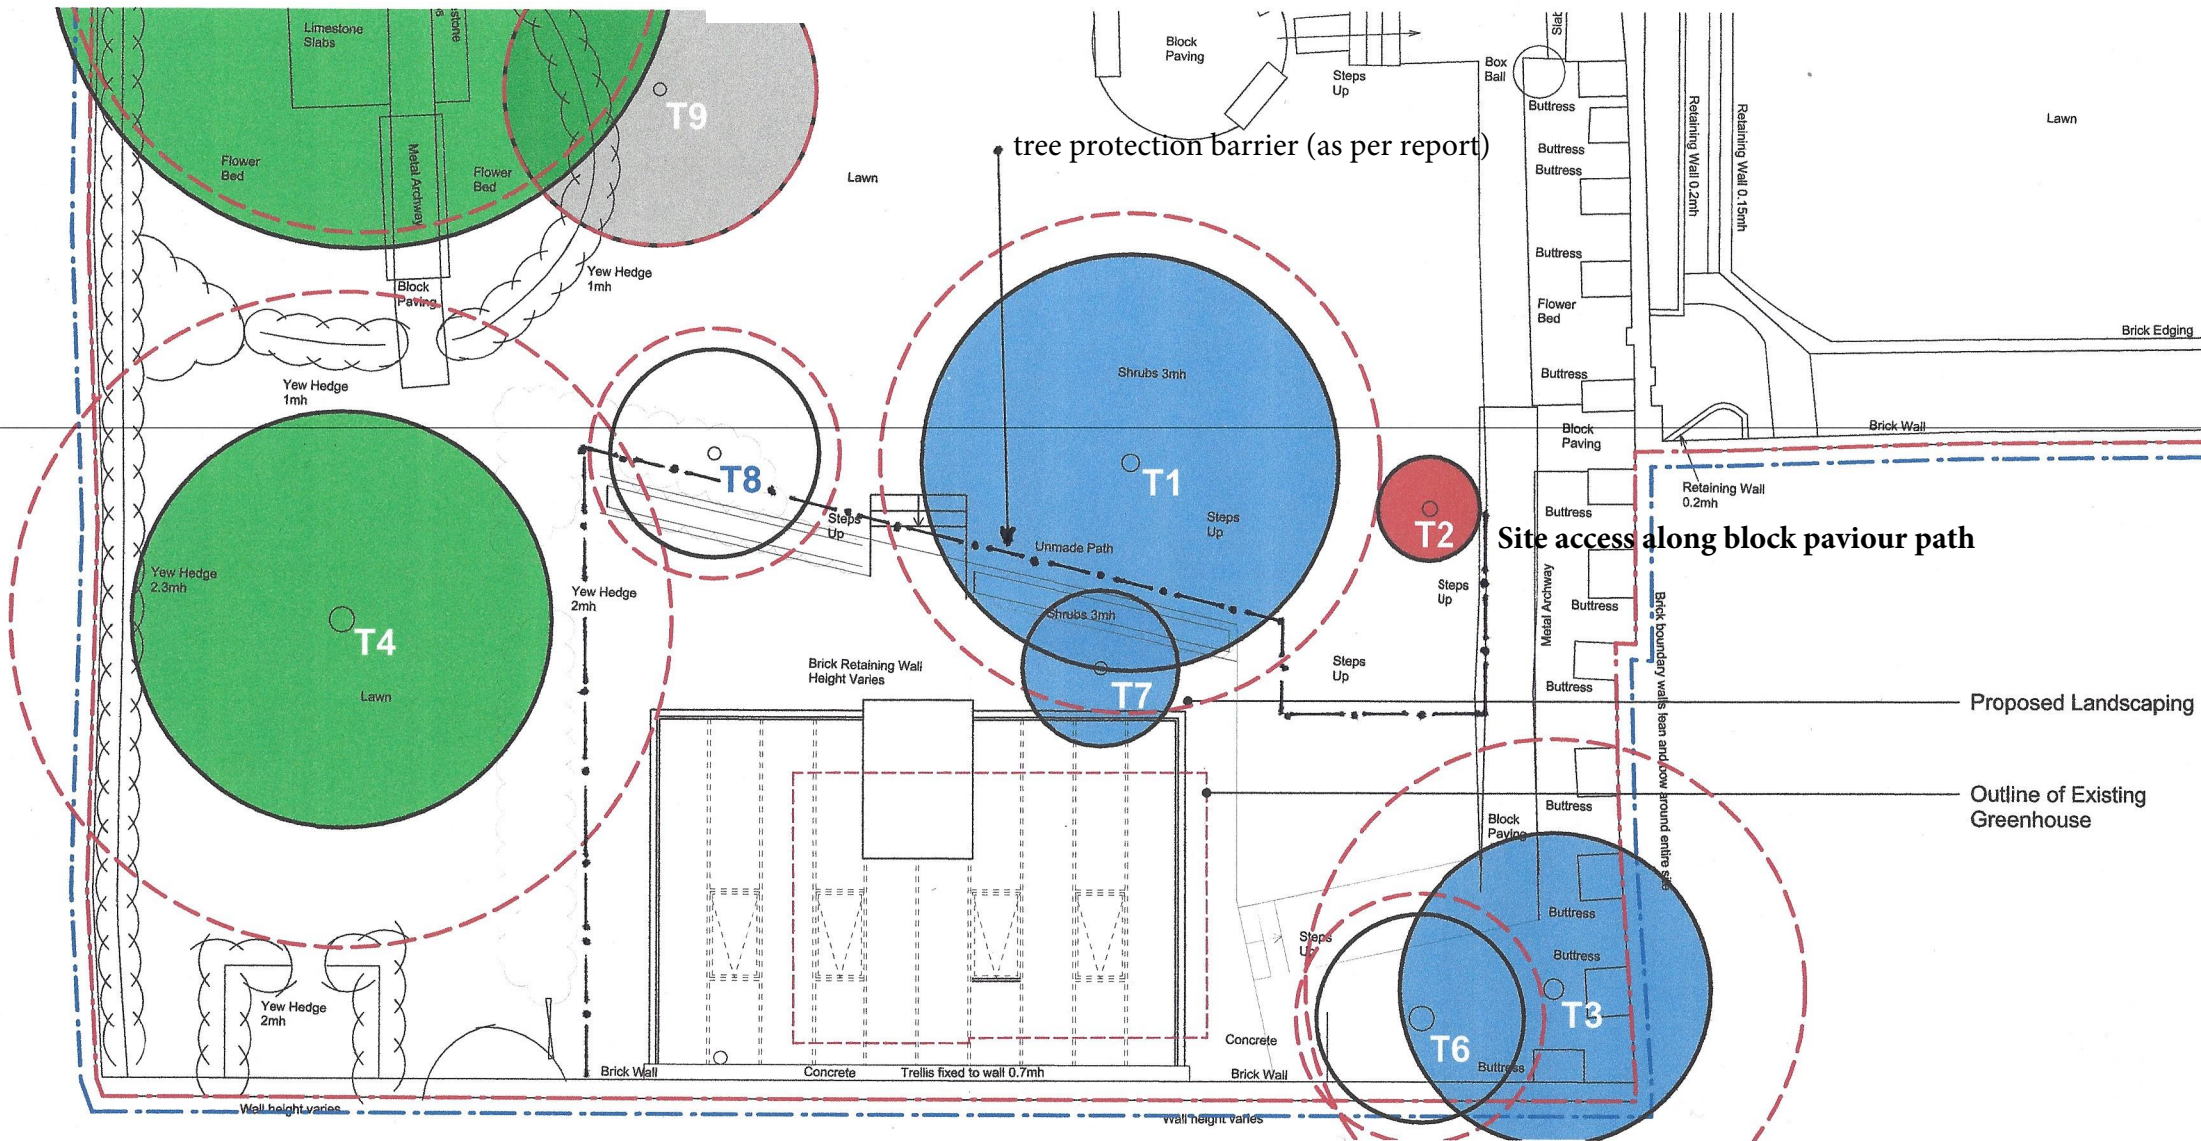 Limestone
Slabs
stone
Flower
Bed
Metal Archway
Flower
Bed
T9
Lawn
Block
Paving
Steps
Up
Box
Ball
Slab
Buttress
Retaining Wall 0.2mh
Retaining Wall 0.15mh
Lawn
tree protection barrier (as per report)
Buttress
Buttress
Yew Hedge
1mh
Block
Paving
Buttress
Flower
Bed
Brick Edging
Yew Hedge
1mh
Shrubs 3mh
Buttress
Block
Paving
Brick Wall
T8
T1
Steps
Up
Steps
Up
Retaining Wall
0.2mh
Buttress
T2
Site access along block paviour path
Unmade Path
Yew Hedge
2.3mh
Yew Hedge
2mh
Steps
Up
Metal Archway
Buttress
Brick boundary walls lean and bow around entire site
Shrubs 3mh
T4
Lawn
Brick Retaining Wall
Height Varies
Steps
Up
T7
Buttress
Proposed Landscaping
Outline of Existing
Greenhouse
Buttress
Block
Paving
Buttress
Steps
Up
Buttress
Yew Hedge
2mh
T3
T6
Concrete
Buttress
Brick Wall
Concrete
Trellis fixed to wall 0.7mh
Brick Wall
Wall height varies
Wall height varies